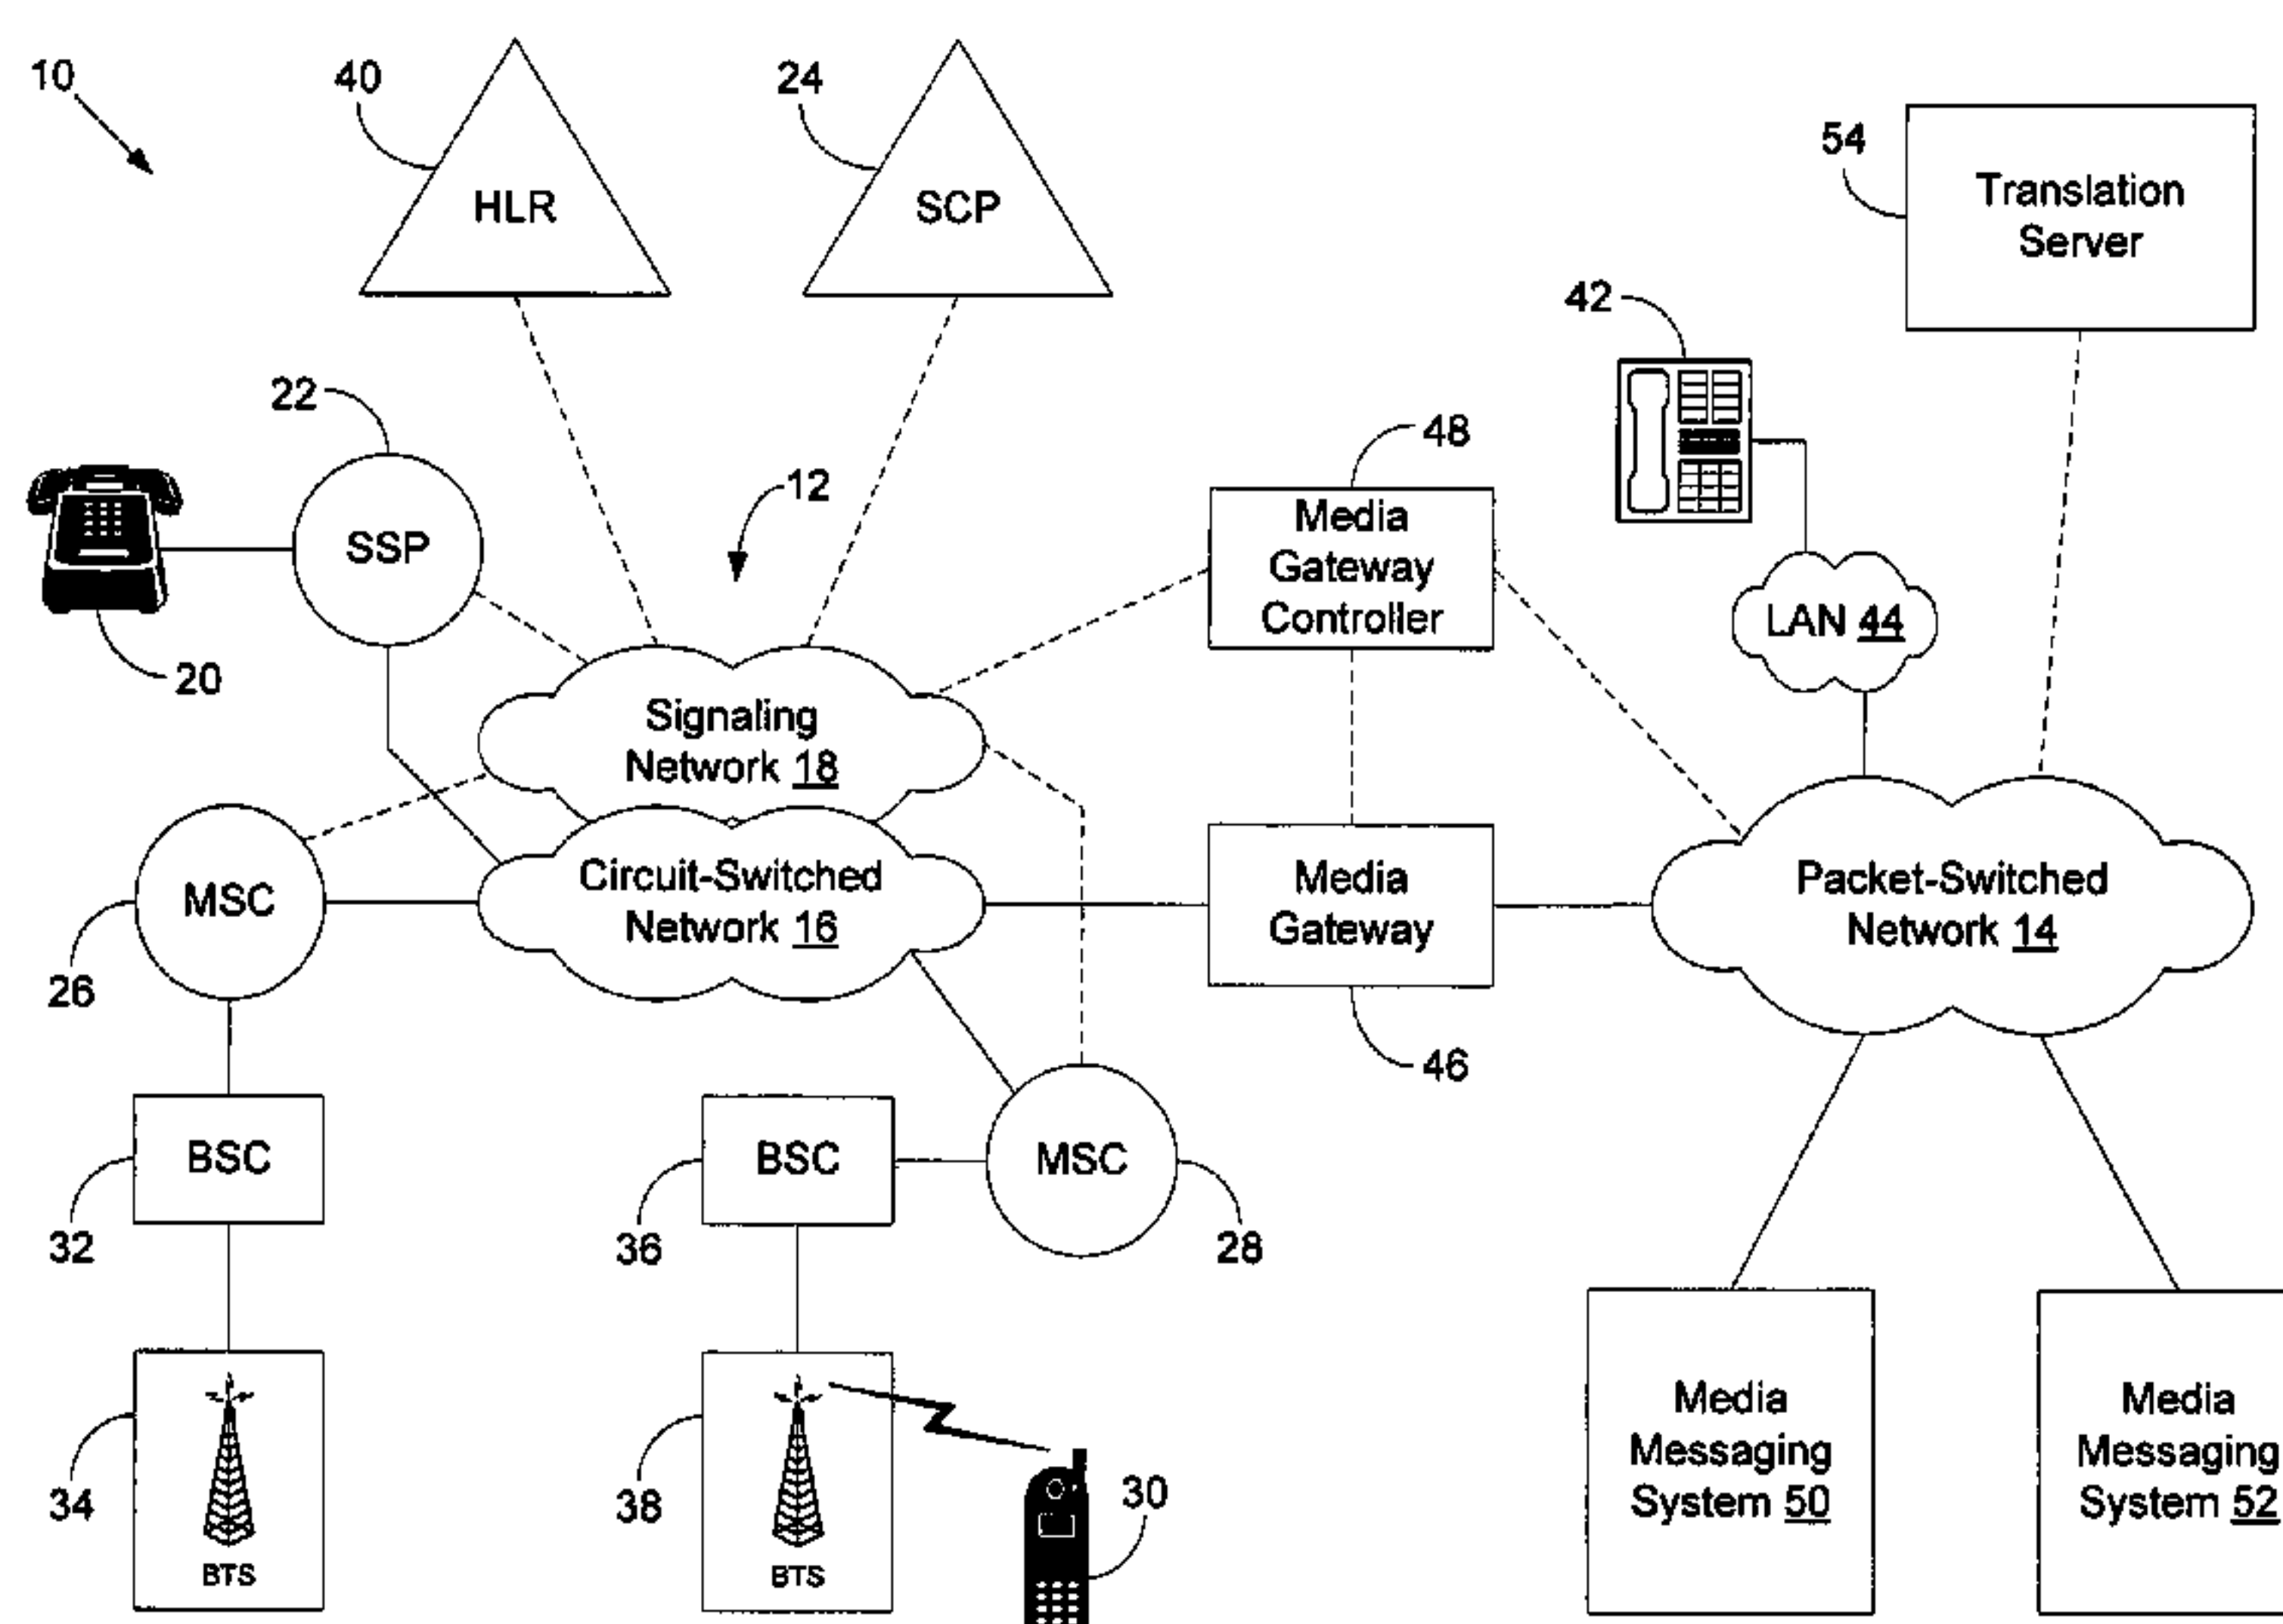 10
40
24
HLR
SCP
54
Translation
Server
42
22
48
12
SSP
Media
Gateway
Controller
LAN 44
20
Signaling
Network 18
MSC
Circuit-Switched
Network 16
Media
Gateway
Packet-Switched
Network 14
26
46
BSC
BSC
MSC
32
36
28
Media
Messaging
System 50
Media
Messaging
System 52
34
BTS
38
BTS
30